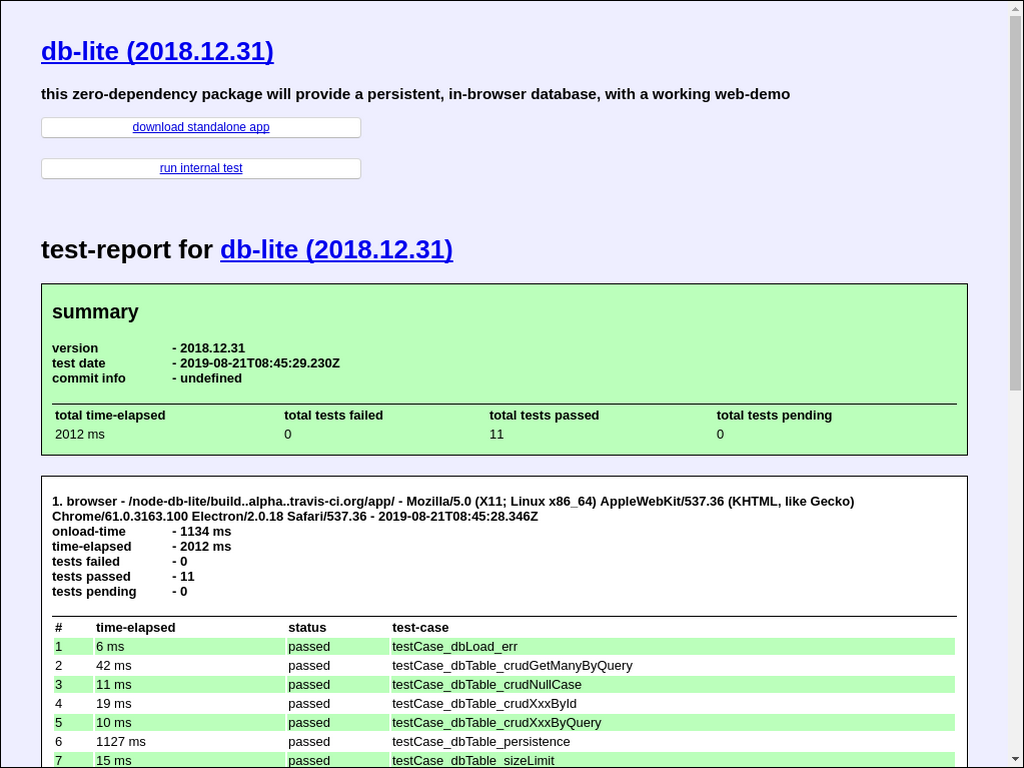 db-lite (2018.12.31)
this zero-dependency package will provide a persistent, in-browser database, with a working web-demo
download standalone app
run internal test
test-report for db-lite (2018.12.31)
summary
version - 2018.12.31
test date - 2019-08-21T08:45:29.230Z
commit info - undefined
total time-elapsed total tests failed total tests passed total tests pending
2012 ms 0 11 0
1. browser - /node-db-lite/build..alpha..travis-ci.org/app/ - Mozilla/5.0 (X11; Linux x86_64) AppleWebKit/537.36 (KHTML, like Gecko)
Chrome/61.0.3163.100 Electron/2.0.18 Safari/537.36 - 2019-08-21T08:45:28.346Z
onload-time - 1134 ms
time-elapsed - 2012 ms
tests failed - 0
tests passed - 11
tests pending - 0
# time-elapsed status test-case
1 6 ms passed testCase_dbLoad_err
2 42 ms passed testCase_dbTable_crudGetManyByQuery
3 11 ms passed testCase_dbTable_crudNullCase
4 19 ms passed testCase_dbTable_crudXxxById
5 10 ms passed testCase_dbTable_crudXxxByQuery
6 1127 ms passed testCase_dbTable_persistence
7 15 ms passed testCase_dbTable_sizeLimit